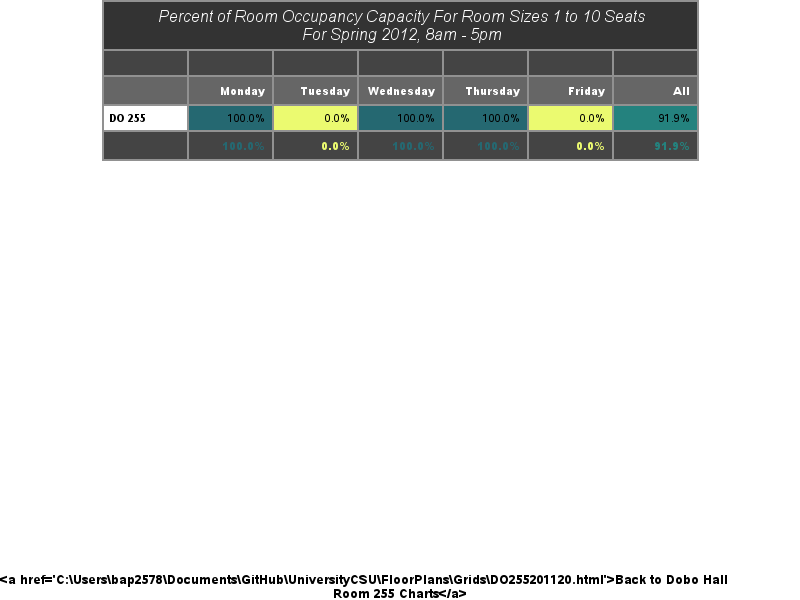 Percent of Room Occupancy Capacity For Room Sizes 1 to 10 Seats
For Spring 2012, 8am - 5pm
Monday Tuesday Wednesday Thursday Friday All
DO 255 100.0% 0.0% 100.0% 100.0% 0.0% 91.9%
100.0% 0.0% 100.0% 100.0% 0.0% 91.9%
<a href='C:\Users\bap2578\Documents\GitHub\UniversityCSU\FloorPlans\Grids\DO255201120.html'>Back to Dobo Hall
Room 255 Charts</a>